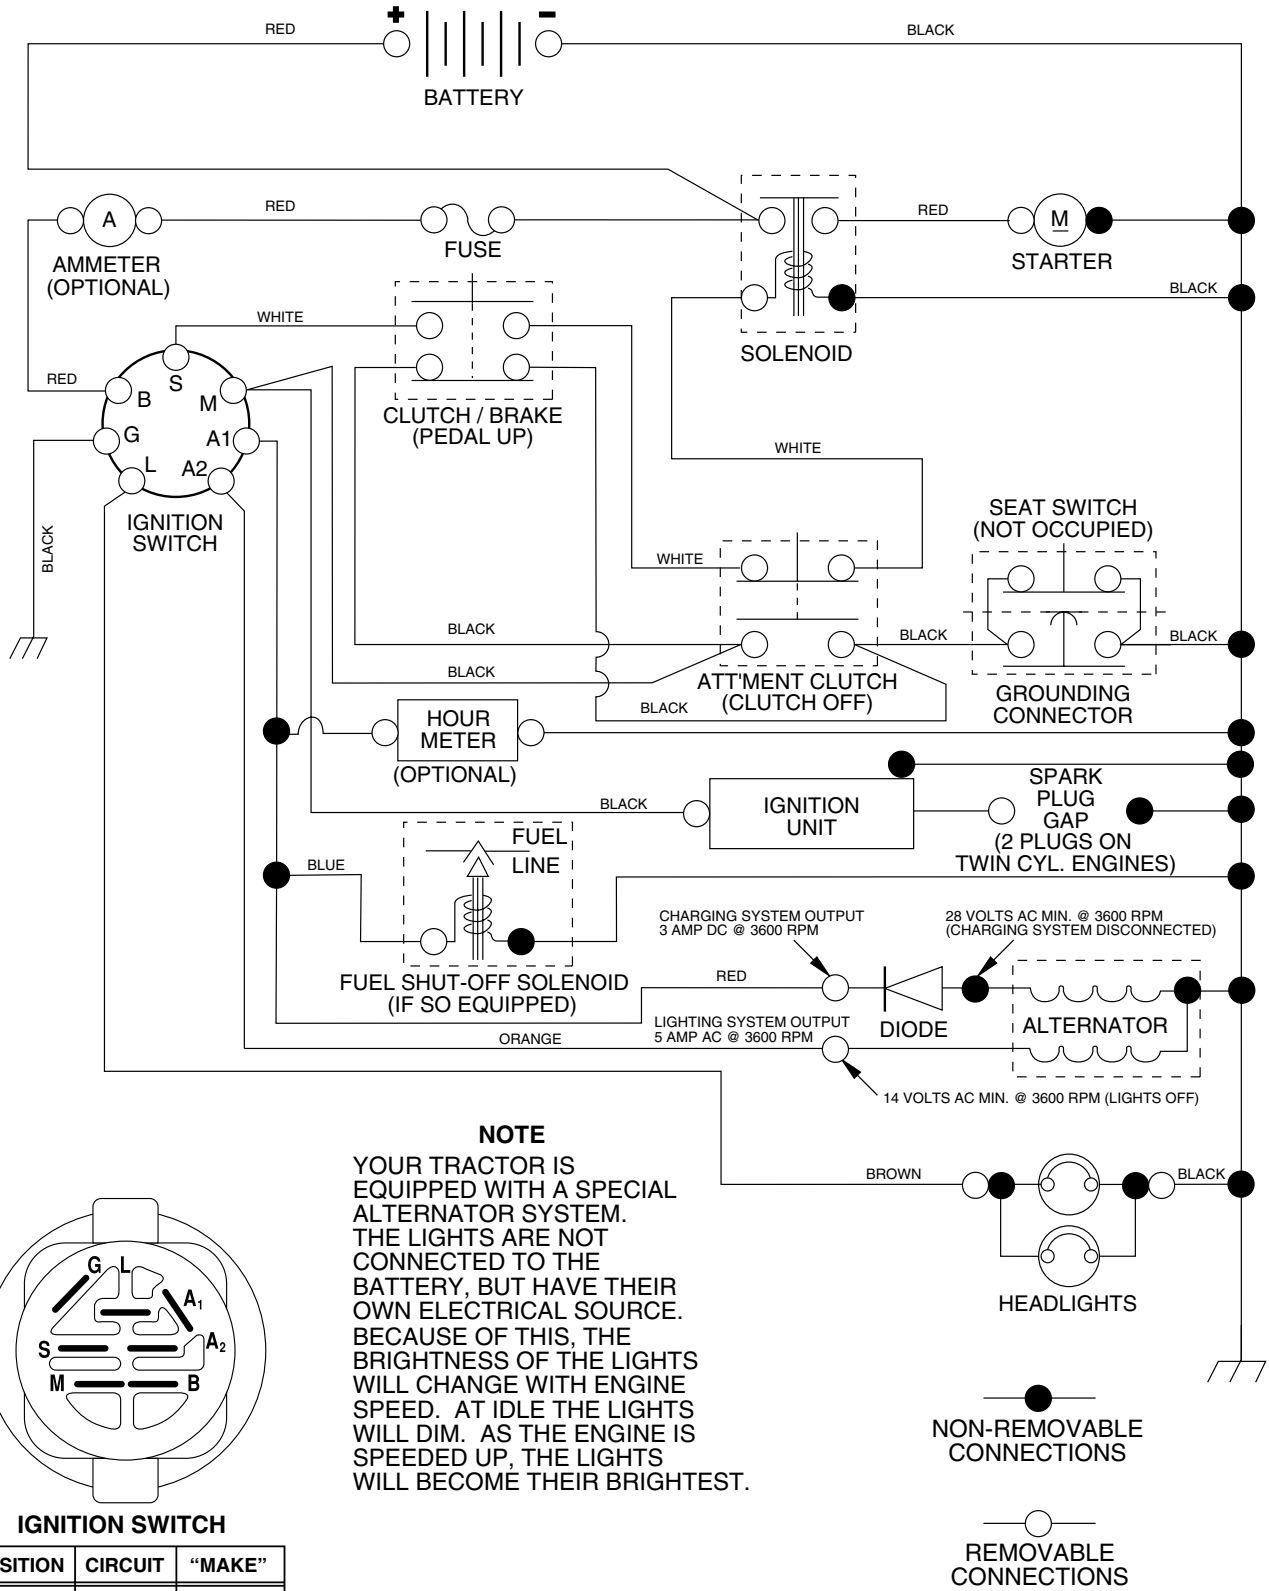 +
−
RED
BLACK
BATTERY
A
RED
FUSE
RED
M
STARTER
AMMETER
(OPTIONAL)
BLACK
SOLENOID
WHITE
CLUTCH / BRAKE
(PEDAL UP)
RED
S
B
M
G
A1
L
A2
IGNITION
SWITCH
BLACK
WHITE
SEAT SWITCH
(NOT OCCUPIED)
WHITE
BLACK
BLACK
BLACK
BLACK
ATT'MENT CLUTCH
(CLUTCH OFF)
GROUNDING
CONNECTOR
BLACK
HOUR
METER
(OPTIONAL)
BLACK
IGNITION
UNIT
SPARK
PLUG
GAP
(2 PLUGS ON
TWIN CYL. ENGINES)
BLUE
FUEL
LINE
FUEL SHUT-OFF SOLENOID
(IF SO EQUIPPED)
CHARGING SYSTEM OUTPUT
3 AMP DC @ 3600 RPM
28 VOLTS AC MIN. @ 3600 RPM
(CHARGING SYSTEM DISCONNECTED)
RED
DIODE
ALTERNATOR
LIGHTING SYSTEM OUTPUT
5 AMP AC @ 3600 RPM
ORANGE
14 VOLTS AC MIN. @ 3600 RPM (LIGHTS OFF)
NOTE
YOUR TRACTOR IS
EQUIPPED WITH A SPECIAL
ALTERNATOR SYSTEM.
THE LIGHTS ARE NOT
CONNECTED TO THE
BATTERY, BUT HAVE THEIR
OWN ELECTRICAL SOURCE.
BECAUSE OF THIS, THE
BRIGHTNESS OF THE LIGHTS
WILL CHANGE WITH ENGINE
SPEED. AT IDLE THE LIGHTS
WILL DIM. AS THE ENGINE IS
SPEEDED UP, THE LIGHTS
WILL BECOME THEIR BRIGHTEST.
BROWN
BLACK
HEADLIGHTS
G L
A1
A2
S
M B
IGNITION SWITCH
SITION CIRCUIT “MAKE”
NON-REMOVABLE
CONNECTIONS
REMOVABLE
CONNECTIONS